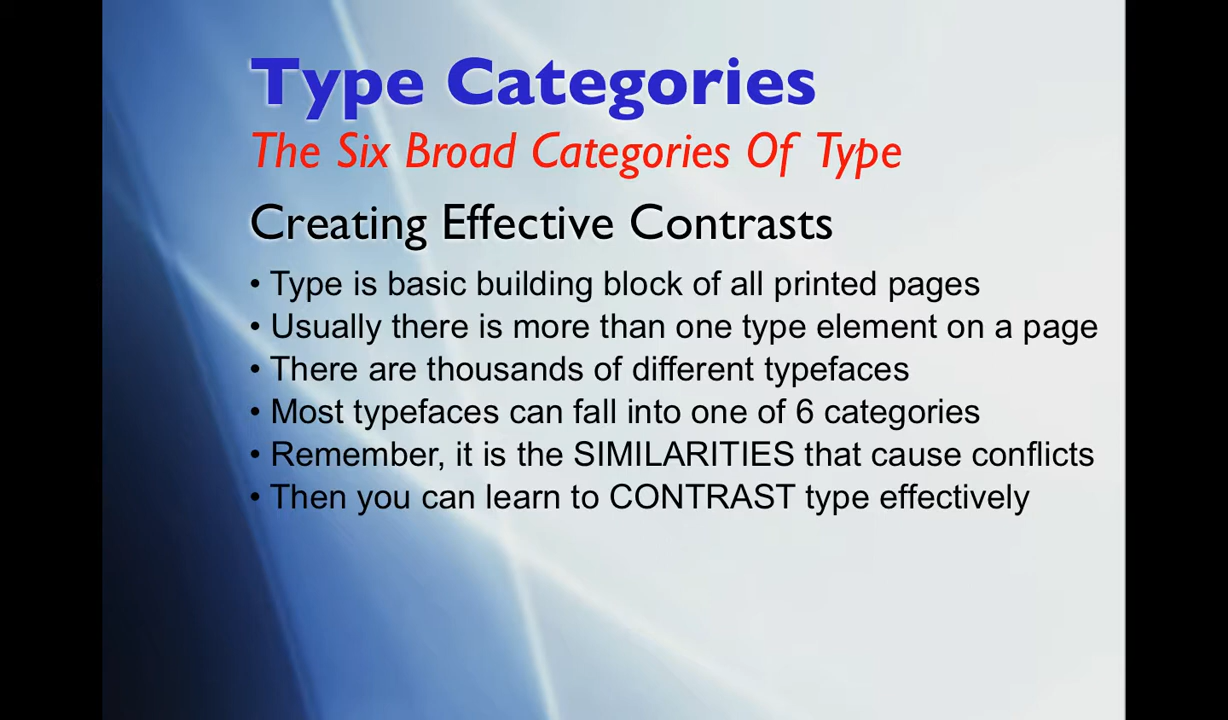 Type Categories
The Six Broad Categories Of Type
Creating Effective Contrasts
• Type is basic building block of all printed pages
• Usually there is more than one type element on a page
• There are thousands of different typefaces
• Most typefaces can fall into one of 6 categories
• Remember, it is the SIMILARITIES that cause conflicts
• Then you can learn to CONTRAST type effectively